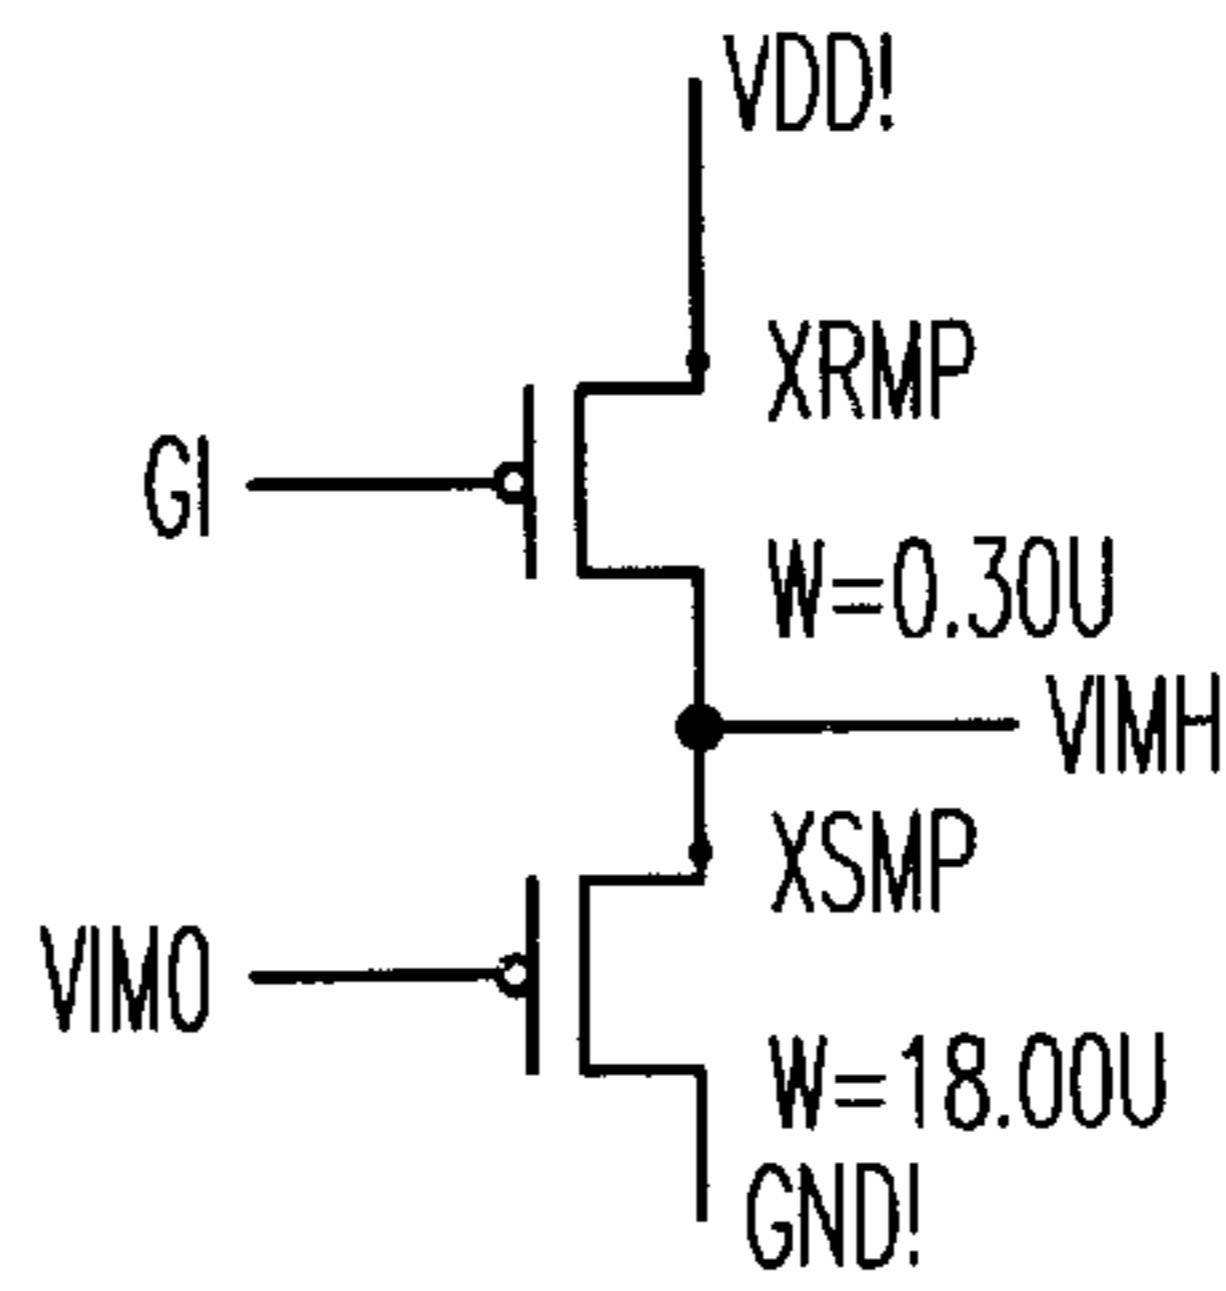 VDD!
XRMP
GI
W=0.30U
VIMH
XSMP
VIMO
W=18.00U
GND!